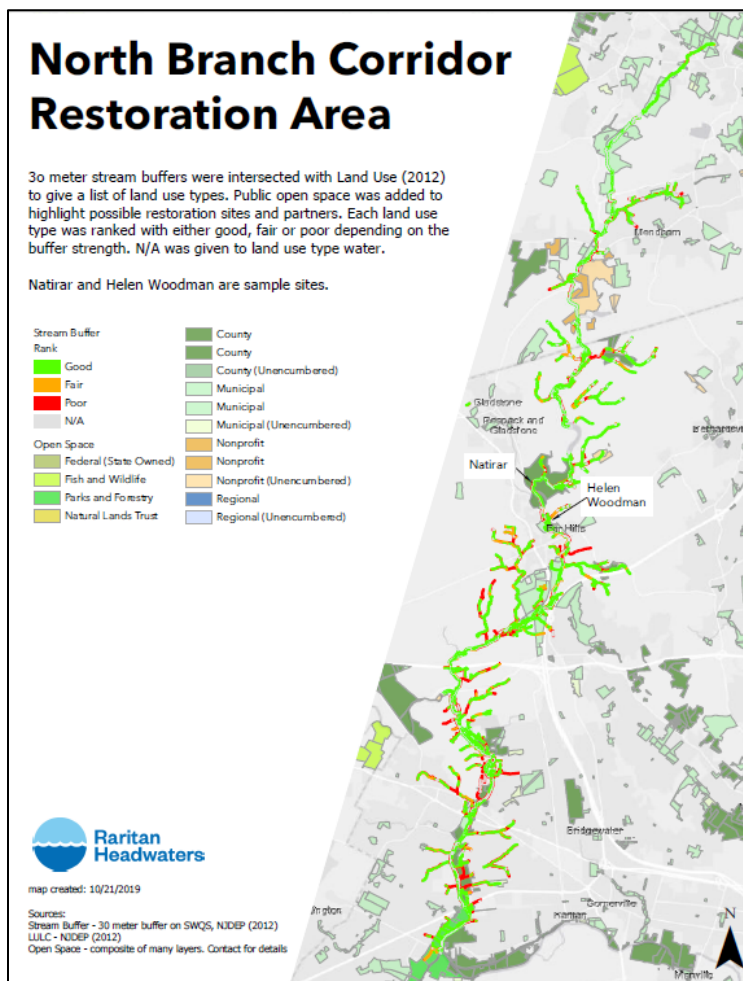 North Branch Corridor
Restoration Area
3o meter stream buffers were intersected with Land Use (2012)
to give a list of land use types. Public open space was added to
highlight possible restoration sites and partners. Each land use
type was ranked with either good, fair or poor depending on the
buffer strength. N/A was given to land use type water.
Natirar and Helen Woodman are sample sites.
Stream Buffer
Rank
Good
Fair
Poor
N/A
Open Space
Federal (State Owned)
Fish and Wildlife
Parks and Forestry
Natural Lands Trust
County
County
County (Unencumbered)
Municipal
Municipal
Municipal (Unencumbered)
Nonprofit
Nonprofit
Nonprofit (Unencumbered)
Regional
Regional (Unencumbered)
Mendham
Gladstone
Peapack and
Gladstone
Natirar
Helen
Woodman
Far Hills
Bridgewater
Somerville
Raritan
Manville
N
Raritan
Headwaters
map created: 10/21/2019
Sources:
Stream Buffer - 30 meter buffer on SWQS, NJDEP (2012)
LULC - NJDEP (2012)
Open Space - composite of many layers. Contact for details